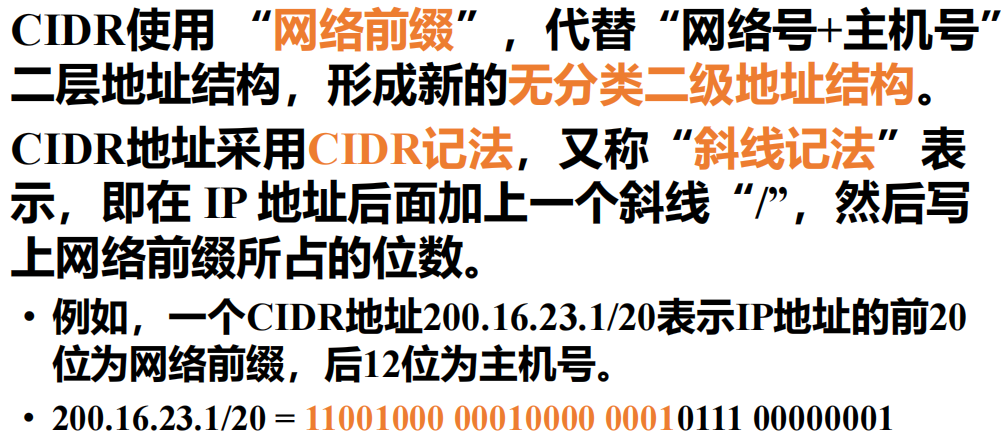 CIDR使用 “网络前缀”，代替“网络号+主机号”
二层地址结构，形成新的无分类二级地址结构。
CIDR地址采用CIDR记法，又称“斜线记法”表
示，即在 IP 地址后面加上一个斜线“/”，然后写
上网络前缀所占的位数。
• 例如，一个CIDR地址200.16.23.1/20表示IP地址的前20
位为网络前缀，后12位为主机号。
• 200.16.23.1/20 = 11001000 00010000 00010111 00000001